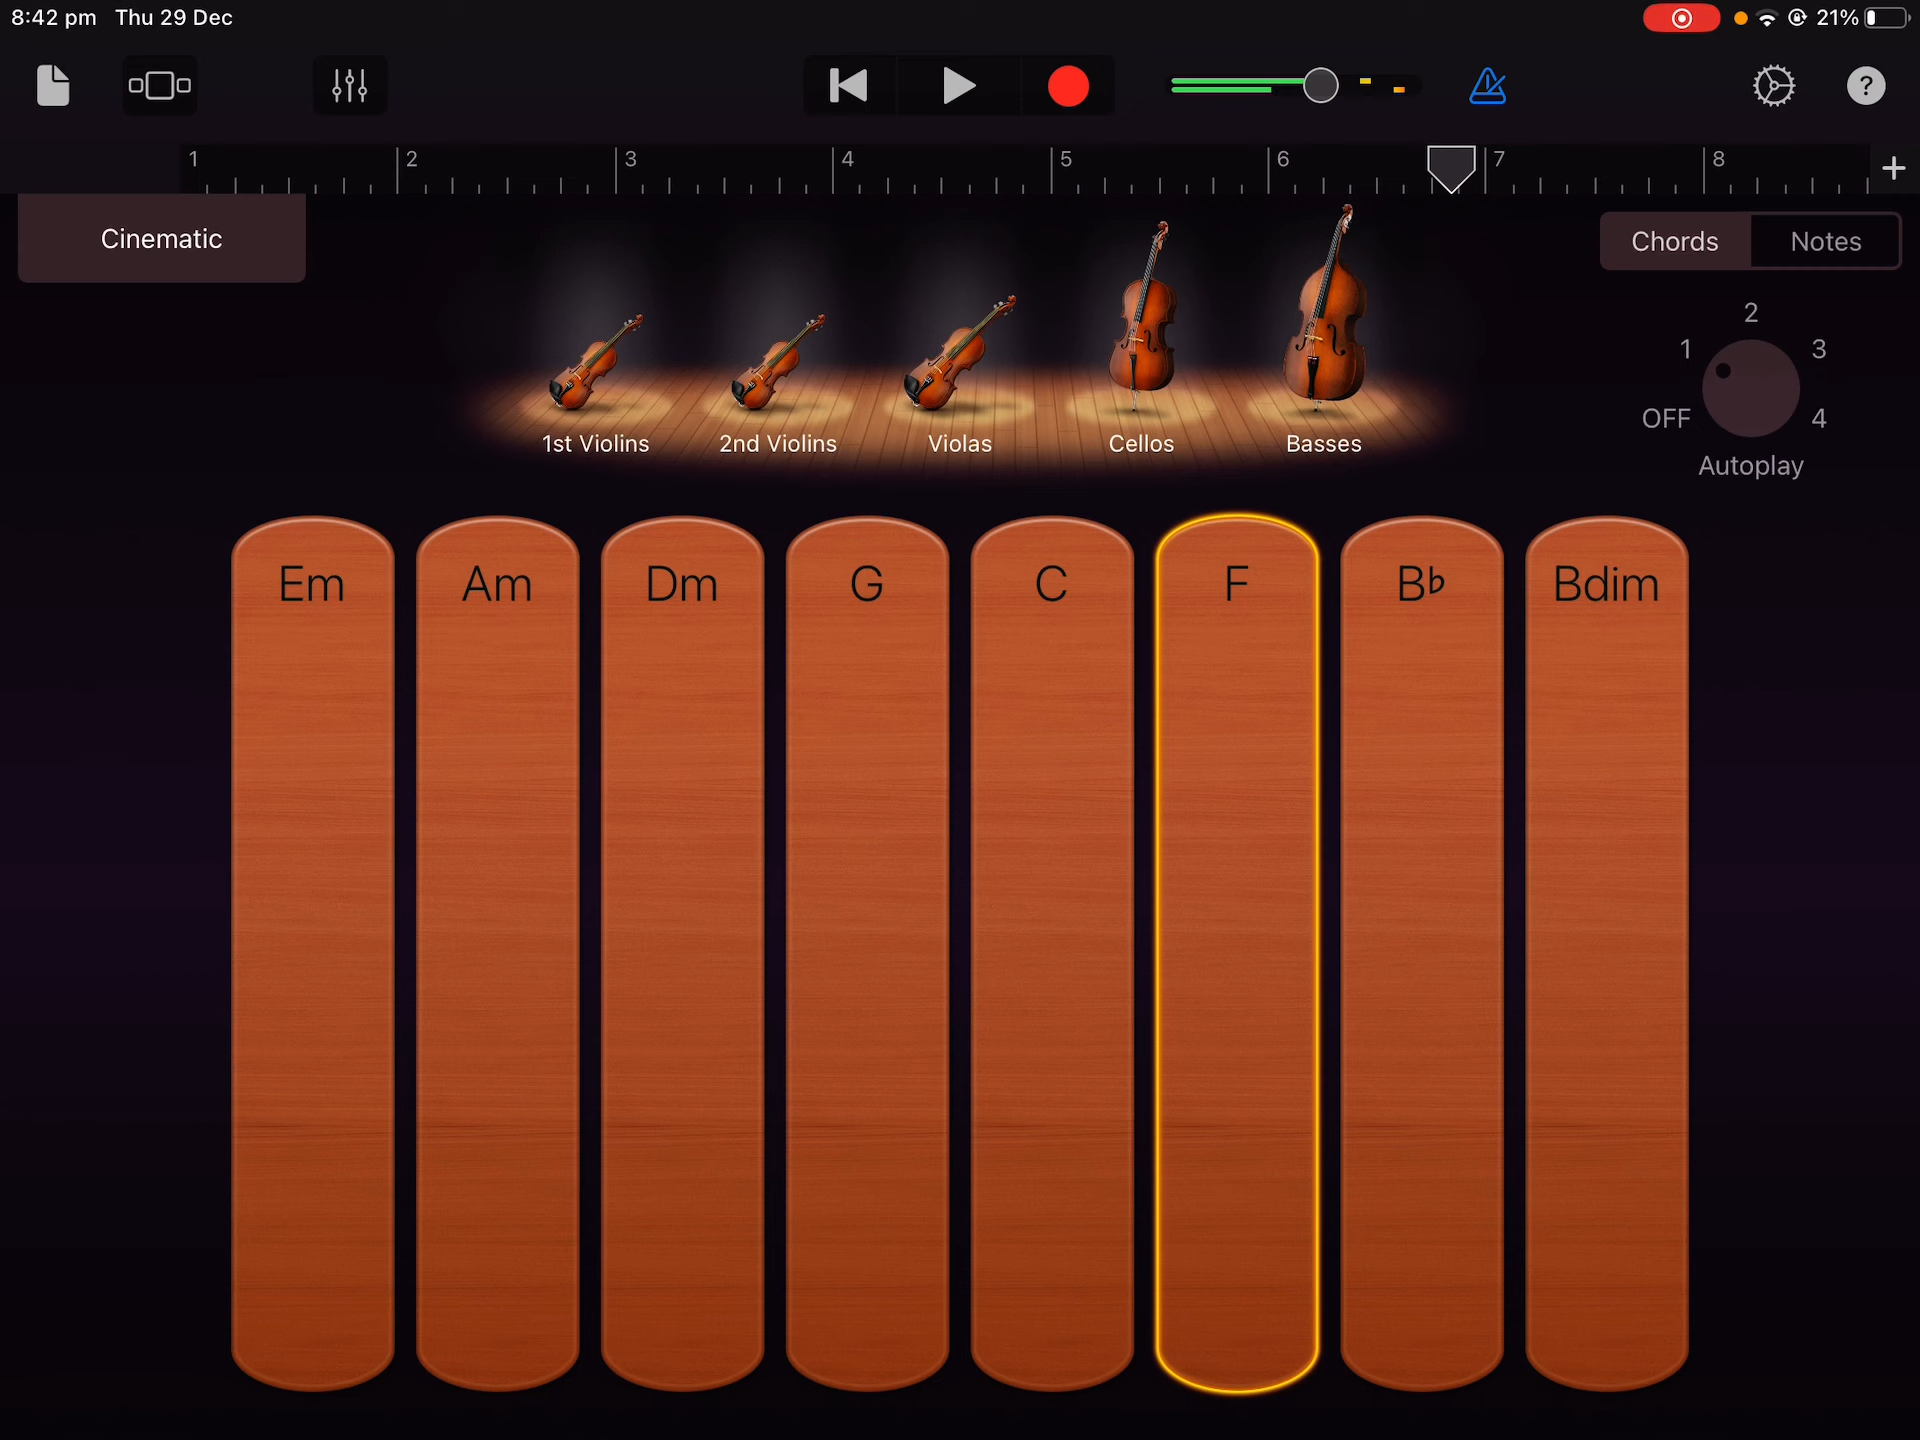 8:42 pm Thu 29 Dec
21%
?
1 2 3 4 5 6 7 8 +
Cinematic
Chords Notes
2
1 3
OFF 4
Autoplay
1st Violins 2nd Violins Violas Cellos Basses
Em Am Dm G C F B♭ Bdim